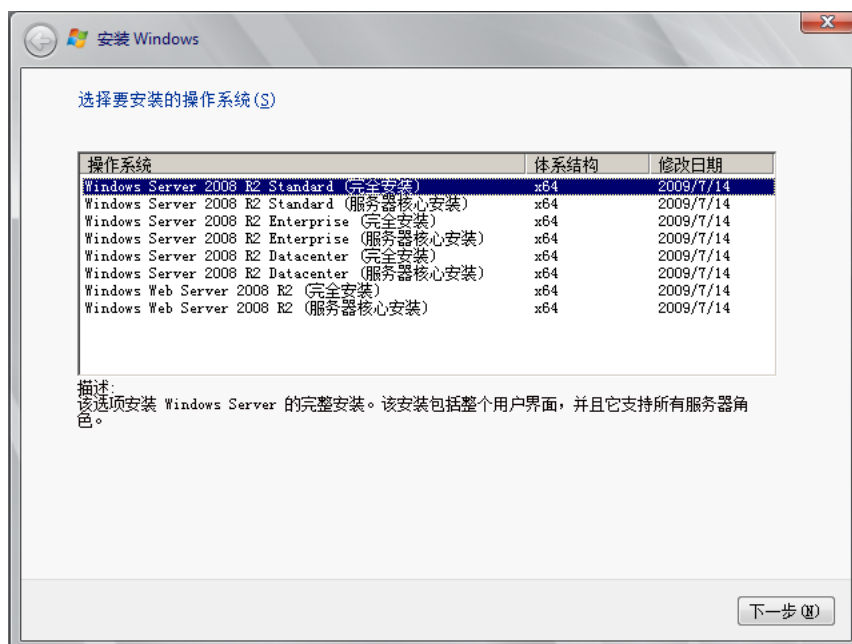 安装 Windows
选择要安装的操作系统(S)
操作系统 体系结构 修改日期
Windows Server 2008 R2 Standard (完全安装) x64 2009/7/14
Windows Server 2008 R2 Standard (服务器核心安装) x64 2009/7/14
Windows Server 2008 R2 Enterprise (完全安装) x64 2009/7/14
Windows Server 2008 R2 Enterprise (服务器核心安装) x64 2009/7/14
Windows Server 2008 R2 Datacenter (完全安装) x64 2009/7/14
Windows Server 2008 R2 Datacenter (服务器核心安装) x64 2009/7/14
Windows Web Server 2008 R2 (完全安装) x64 2009/7/14
Windows Web Server 2008 R2 (服务器核心安装) x64 2009/7/14
描述:
该选项安装 Windows Server 的完整安装。该安装包括整个用户界面，并且它支持所有服务器角
色。
下一步(N)